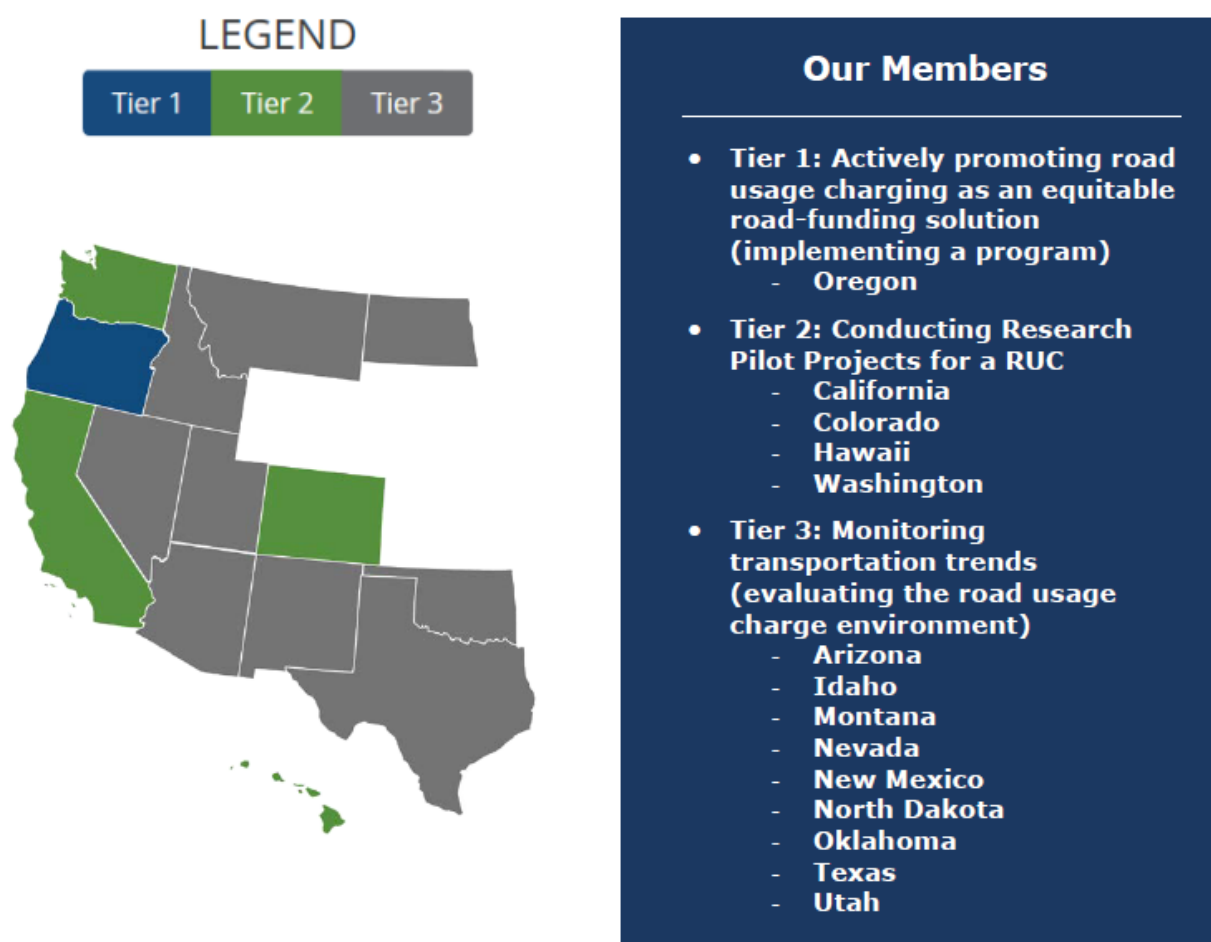 LEGEND
Tier 1 Tier 2 Tier 3
Our Members
• Tier 1: Actively promoting road
usage charging as an equitable
road-funding solution
(implementing a program)
- Oregon
• Tier 2: Conducting Research
Pilot Projects for a RUC
- California
- Colorado
- Hawaii
- Washington
• Tier 3: Monitoring
transportation trends
(evaluating the road usage
charge environment)
- Arizona
- Idaho
- Montana
- Nevada
- New Mexico
- North Dakota
- Oklahoma
- Texas
- Utah